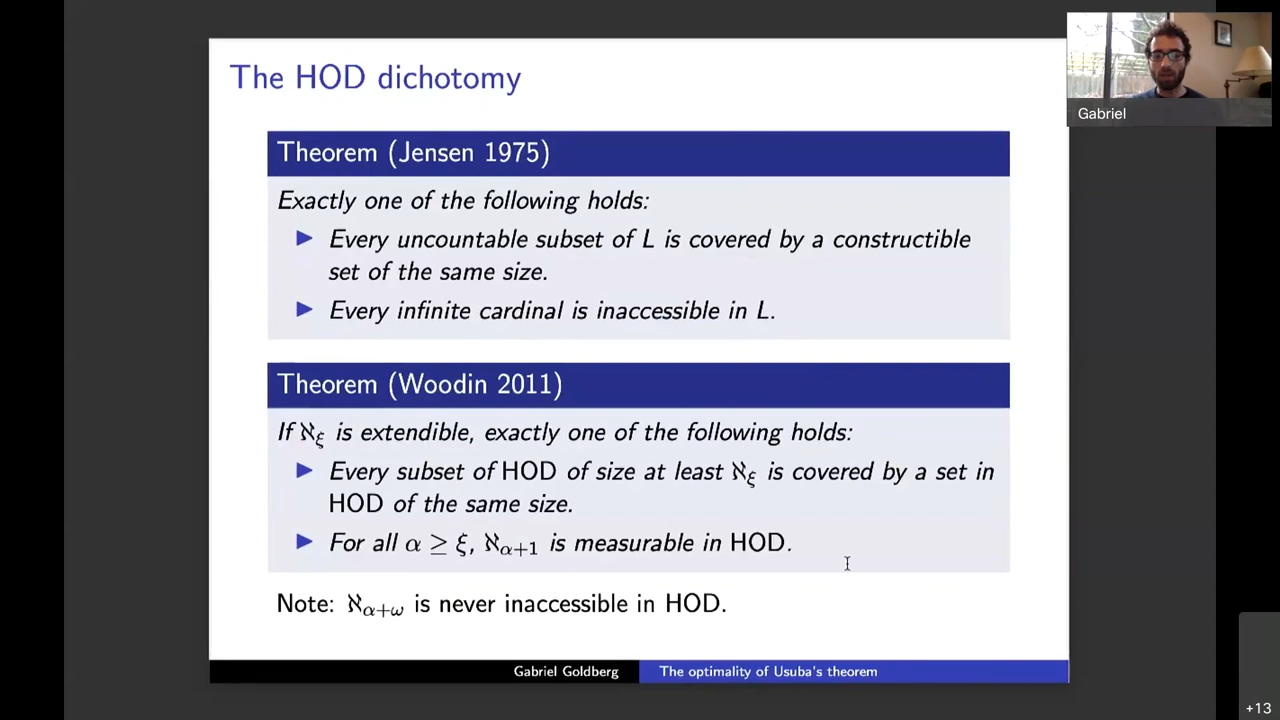 The HOD dichotomy
Theorem (Jensen 1975)
Exactly one of the following holds:
▶ Every uncountable subset of L is covered by a constructible
set of the same size.
▶ Every infinite cardinal is inaccessible in L.
Theorem (Woodin 2011)
If ℵξ is extendible, exactly one of the following holds:
▶ Every subset of HOD of size at least ℵξ is covered by a set in
HOD of the same size.
▶ For all α ≥ ξ, ℵα+1 is measurable in HOD.
Note: ℵα+ω is never inaccessible in HOD.
Gabriel Goldberg
The optimality of Usuba's theorem
Gabriel
+13